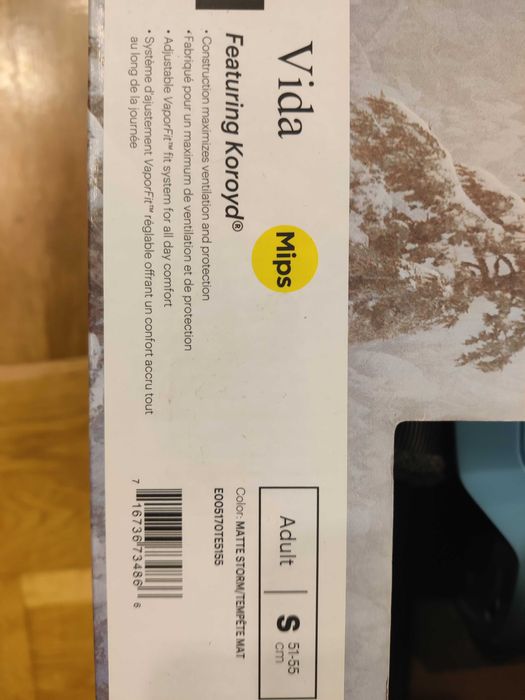 Vida Mips
Featuring Koroyd®
• Construction maximizes ventilation and protection
• Fabriqué pour un maximum de ventilation et de protection
• Adjustable VaporFit™ fit system for all day comfort
• Système d'ajustement VaporFit™ réglable offrant un confort accru tout
au long de la journée
Adult | S 51-55
cm
Color: MATTE STORM/TEMPÊTE MAT
E005170TE5155
7 16736 73486 6